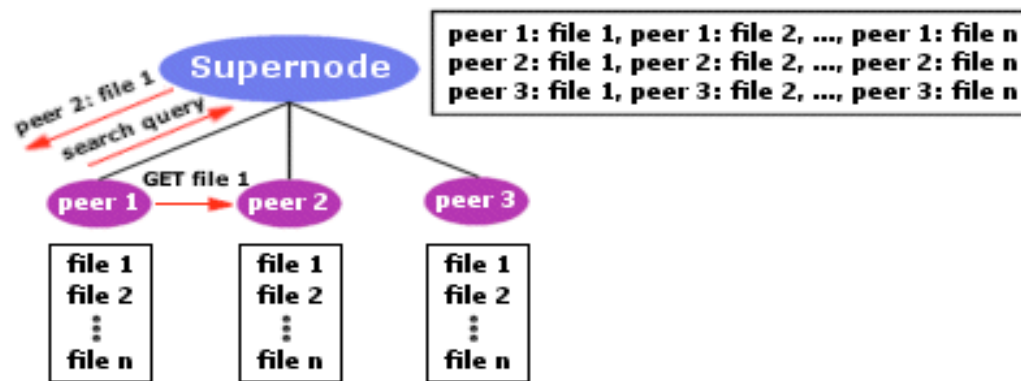 Supernode
peer 1: file 1, peer 1: file 2, ..., peer 1: file n
peer 2: file 1, peer 2: file 2, ..., peer 2: file n
peer 3: file 1, peer 3: file 2, ..., peer 3: file n
peer 2: file 1
search query
GET file 1
peer 1
peer 2
peer 3
file 1
file 2
file n
file 1
file 2
file n
file 1
file 2
file n